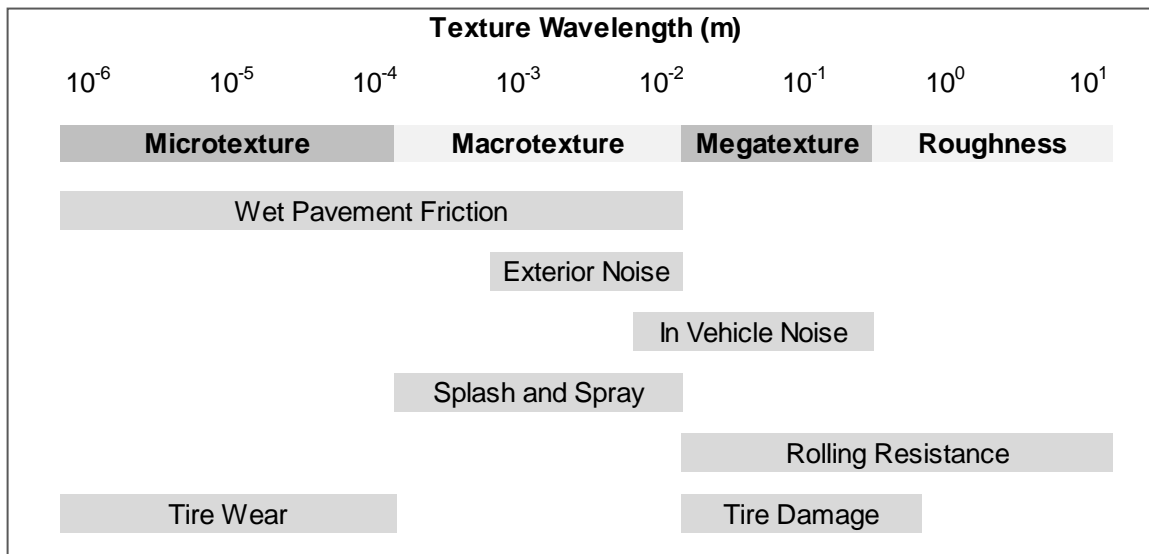 Texture Wavelength (m)
10⁻⁶ 10⁻⁵ 10⁻⁴ 10⁻³ 10⁻² 10⁻¹ 10⁰ 10¹
Microtexture Macrotexture Megatexture Roughness
Wet Pavement Friction
Exterior Noise
In Vehicle Noise
Splash and Spray
Rolling Resistance
Tire Wear Tire Damage